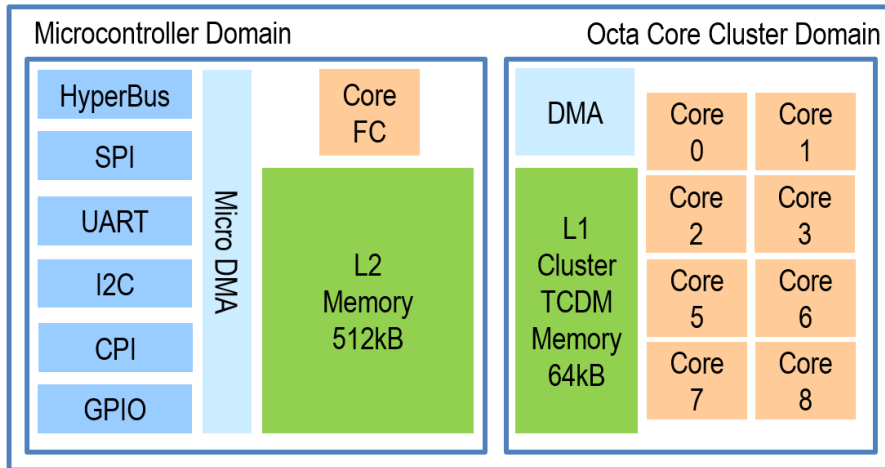 Microcontroller Domain
HyperBus
SPI
UART
I2C
CPI
GPIO
Micro DMA
Core
FC
L2
Memory
512kB
Octa Core Cluster Domain
DMA
L1
Cluster
TCDM
Memory
64kB
Core
0
Core
1
Core
2
Core
3
Core
5
Core
6
Core
7
Core
8